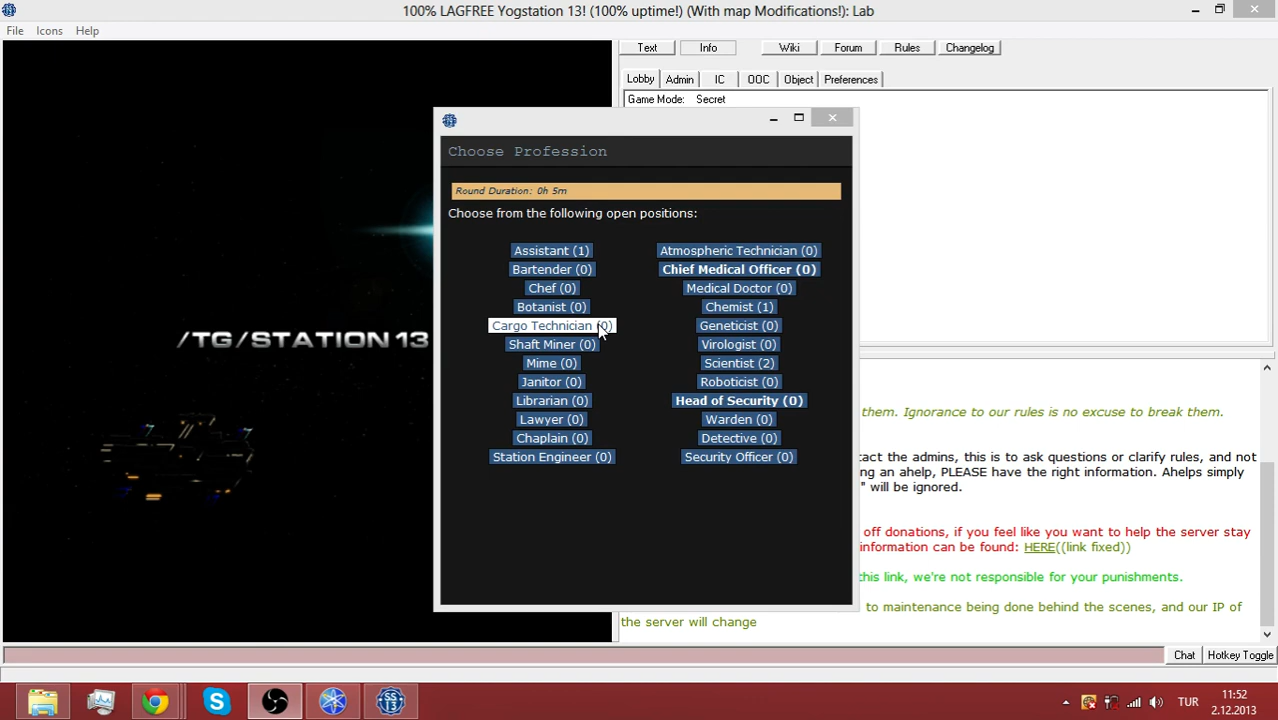 100% LAGFREE Yogstation 13! (100% uptime!) (With map Modifications!): Lab
File Icons Help
Text Info Wiki Forum Rules Changelog
Lobby Admin IC OOC Object Preferences
Game Mode: Secret
Choose Profession
Round Duration: 0h 5m
Choose from the following open positions:
Assistant (1)
Bartender (0)
Chef (0)
Botanist (0)
Cargo Technician (0)
Shaft Miner (0)
Mime (0)
Janitor (0)
Librarian (0)
Lawyer (0)
Chaplain (0)
Station Engineer (0)
Atmospheric Technician (0)
Chief Medical Officer (0)
Medical Doctor (0)
Chemist (1)
Geneticist (0)
Virologist (0)
Scientist (2)
Roboticist (0)
Head of Security (0)
Warden (0)
Detective (0)
Security Officer (0)
/TG/STATION 13
them. Ignorance to our rules is no excuse to break them.
tact the admins, this is to ask questions or clarify rules, and not
ng an ahelp, PLEASE have the right information. Ahelps simply
" will be ignored.
off donations, if you feel like you want to help the server stay
information can be found: HERE((link fixed))
this link, we're not responsible for your punishments.
to maintenance being done behind the scenes, and our IP of
the server will change
Chat Hotkey Toggle
SS
13
TUR
11:52
2.12.2013